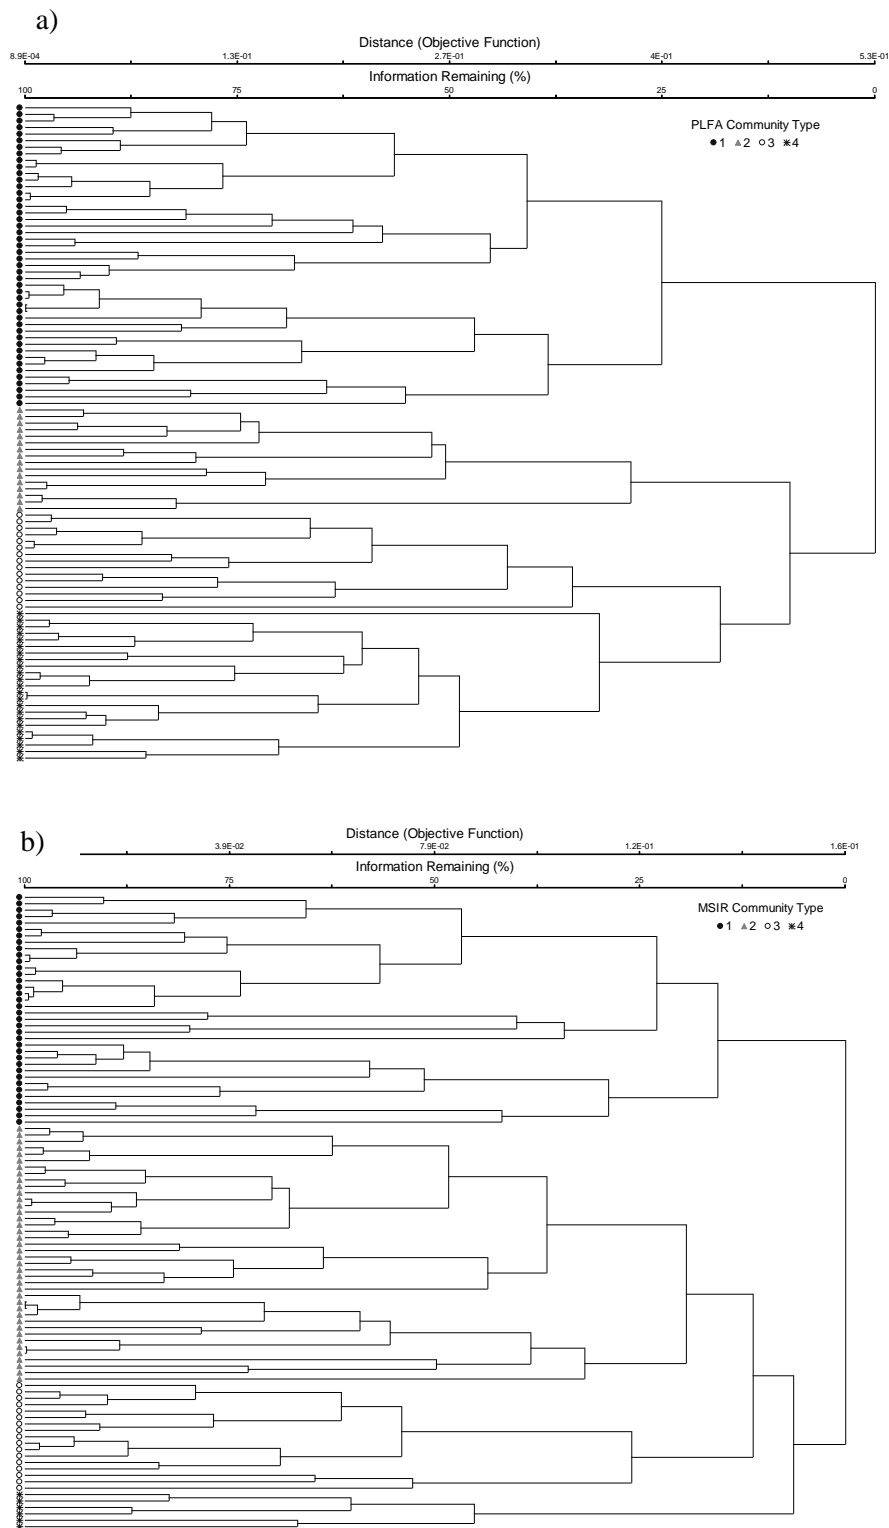 a)
Distance (Objective Function)
8.9E-04 1.3E-01 2.7E-01 4E-01 5.3E-01
Information Remaining (%)
100 75 50 25 0
PLFA Community Type
1 2 3 4
b)
Distance (Objective Function)
3.9E-02 7.9E-02 1.2E-01 1.6E-01
Information Remaining (%)
100 75 50 25 0
MSIR Community Type
1 2 3 4